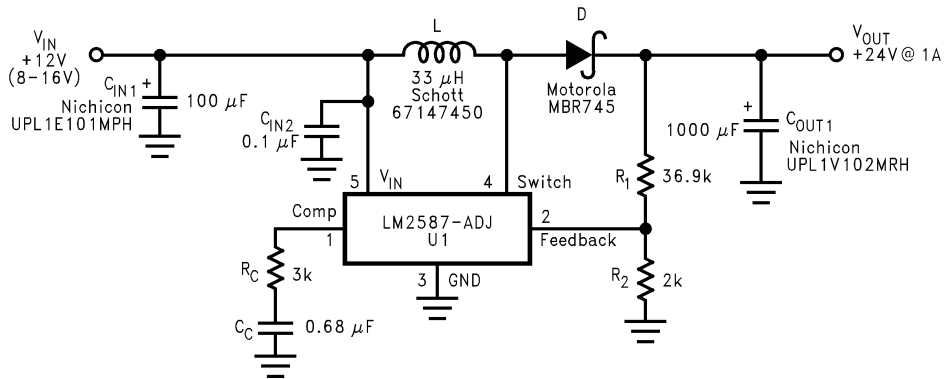 L
D
V_IN
+12V
(8-16V)
C_IN1 +
Nichicon
UPL1E101MPH
100 μF
C_IN2
0.1 μF
33 μH
Schott
67147450
Motorola
MBR745
V_OUT
+24V @ 1A
+
1000 μF
C_OUT1
Nichicon
UPL1V102MRH
R1
36.9k
5
V_IN
4
Switch
Comp
1
LM2587-ADJ
U1
2
Feedback
3
GND
R_C
3k
C_C
0.68 μF
R2
2k